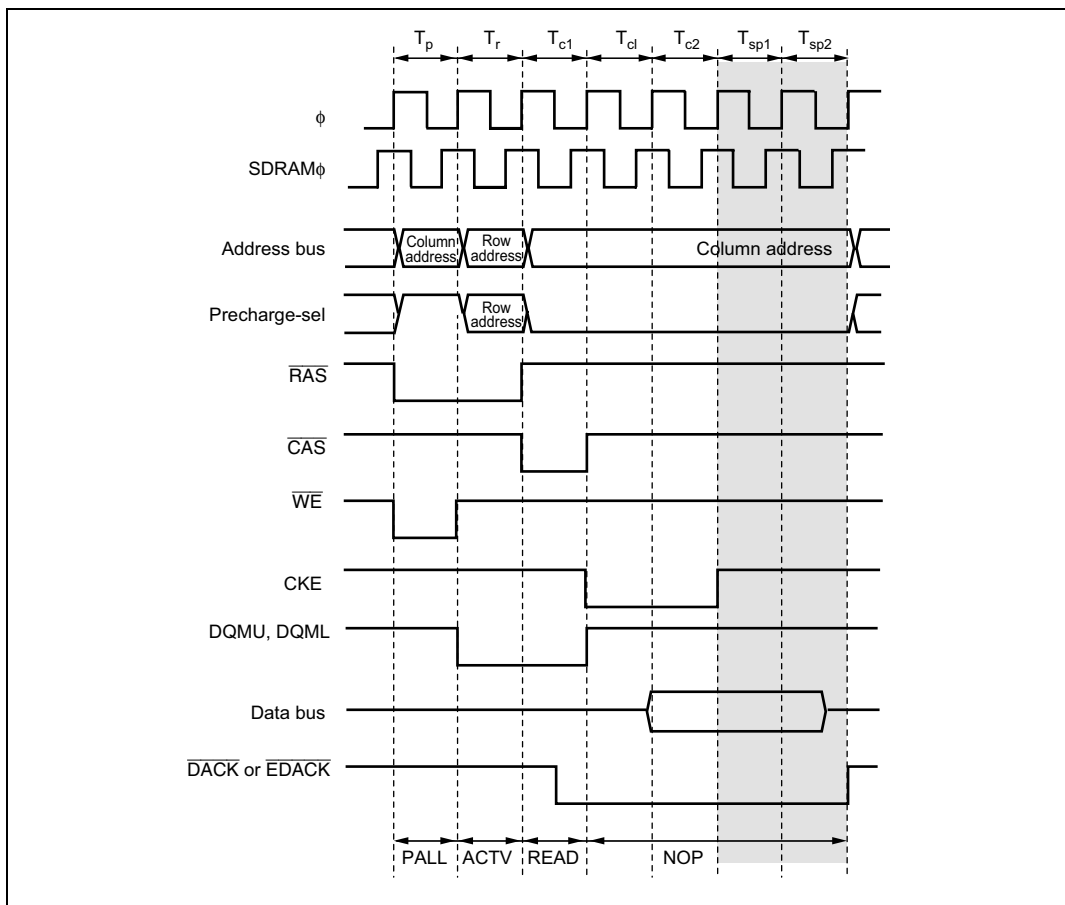 Tp Tr Tc1 Tcl Tc2 Tsp1 Tsp2
ϕ
SDRAMϕ
Address bus
Column address
Row address
Column address
Precharge-sel
Row address
RAS
CAS
WE
CKE
DQMU, DQML
Data bus
DACK or EDACK
PALL ACTV READ NOP